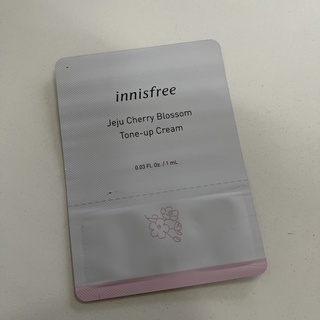 innisfree
Jeju Cherry Blossom
Tone-up Cream
0.03 FL.Oz. / 1 mL